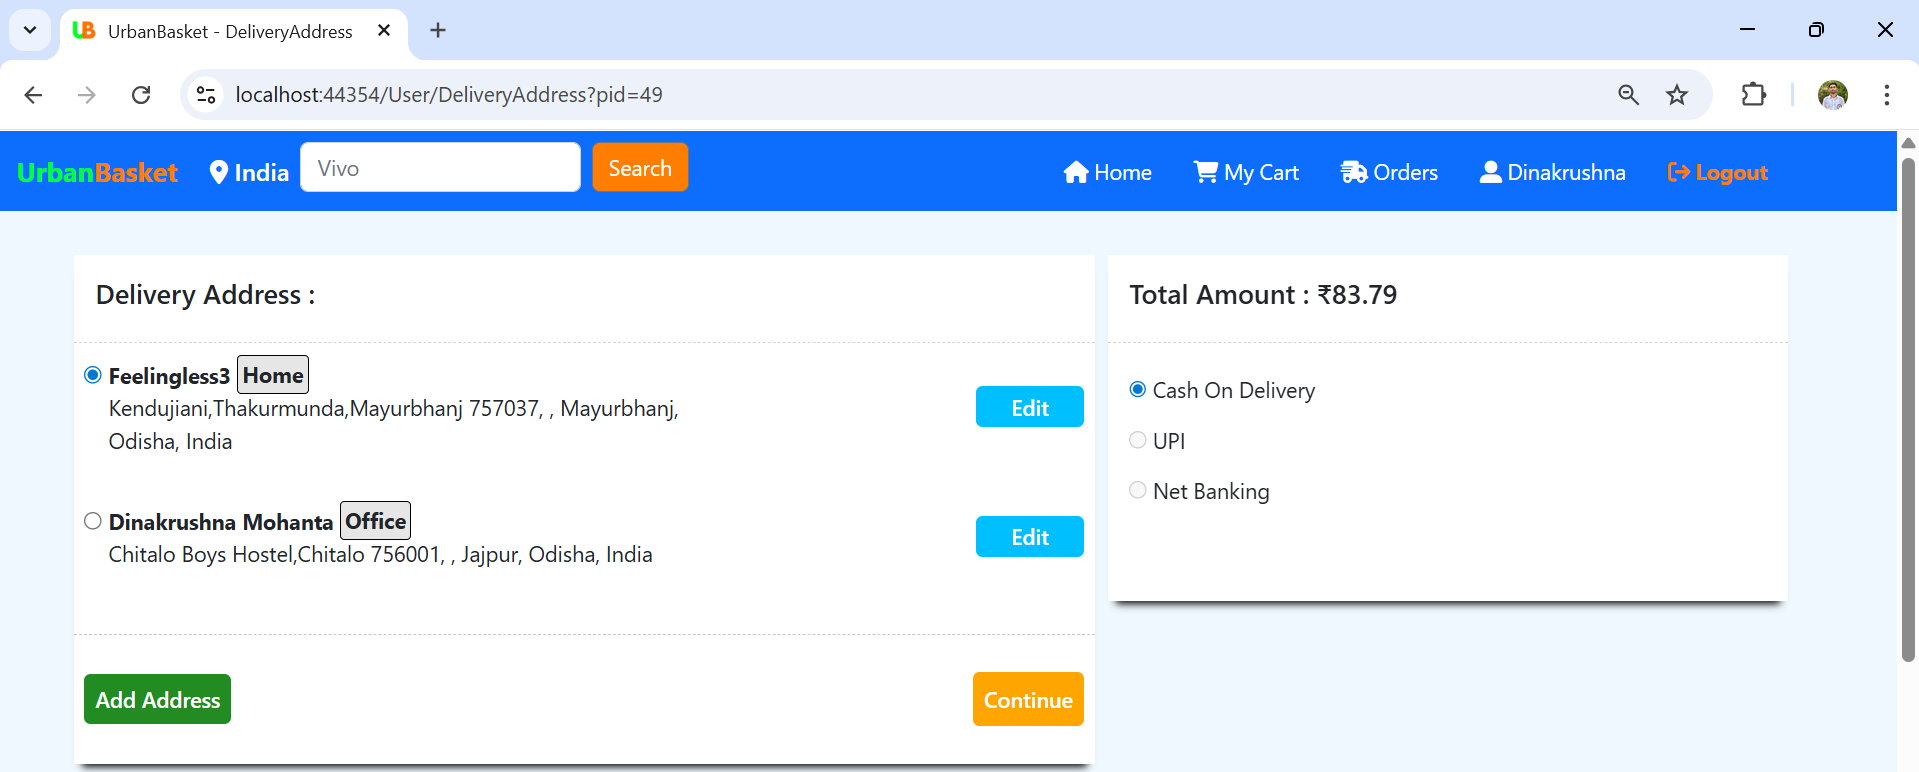 UB UrbanBasket - DeliveryAddress
localhost:44354/User/DeliveryAddress?pid=49
UrbanBasket India Vivo Search Home My Cart Orders Dinakrushna Logout
Delivery Address :
Feelingless3 Home
Kendujiani,Thakurmunda,Mayurbhanj 757037, , Mayurbhanj,
Odisha, India
Edit
Dinakrushna Mohanta Office
Chitalo Boys Hostel,Chitalo 756001, , Jajpur, Odisha, India
Edit
Add Address Continue
Total Amount : ₹83.79
Cash On Delivery
UPI
Net Banking